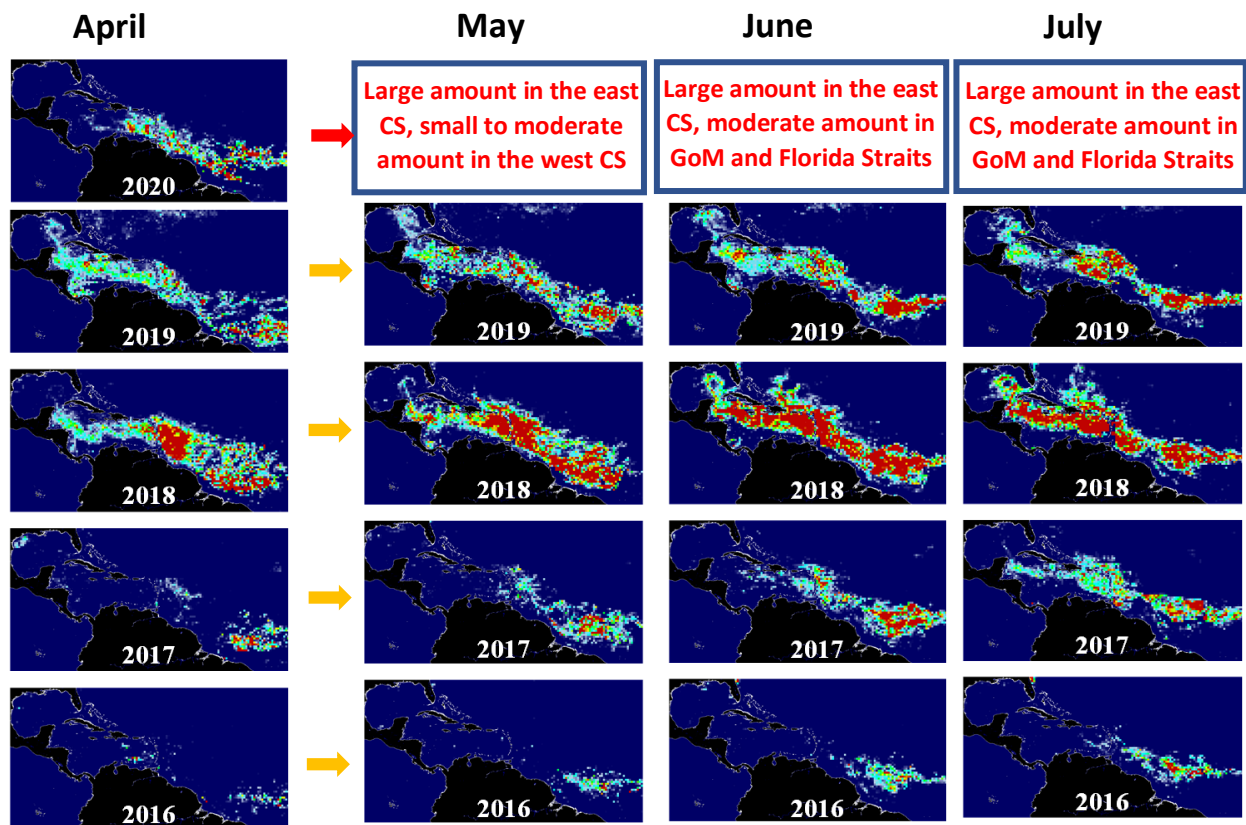 April
May
June
July
2020
Large amount in the east
CS, small to moderate
amount in the west CS
Large amount in the east
CS, moderate amount in
GoM and Florida Straits
Large amount in the east
CS, moderate amount in
GoM and Florida Straits
2019
2019
2019
2019
2018
2018
2018
2018
2017
2017
2017
2017
2016
2016
2016
2016